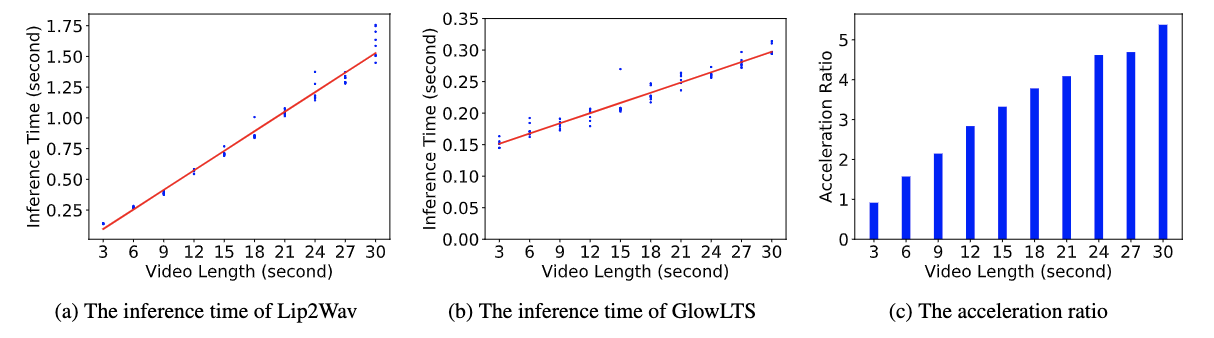 Inference Time (second)
1.75
1.50
1.25
1.00
0.75
0.50
0.25
3 6 9 12 15 18 21 24 27 30
Video Length (second)
(a) The inference time of Lip2Wav
Inference Time (second)
0.35
0.30
0.25
0.20
0.15
0.10
0.05
0.00
3 6 9 12 15 18 21 24 27 30
Video Length (second)
(b) The inference time of GlowLTS
Acceleration Ratio
5
4
3
2
1
0
3 6 9 12 15 18 21 24 27 30
Video Length (second)
(c) The acceleration ratio